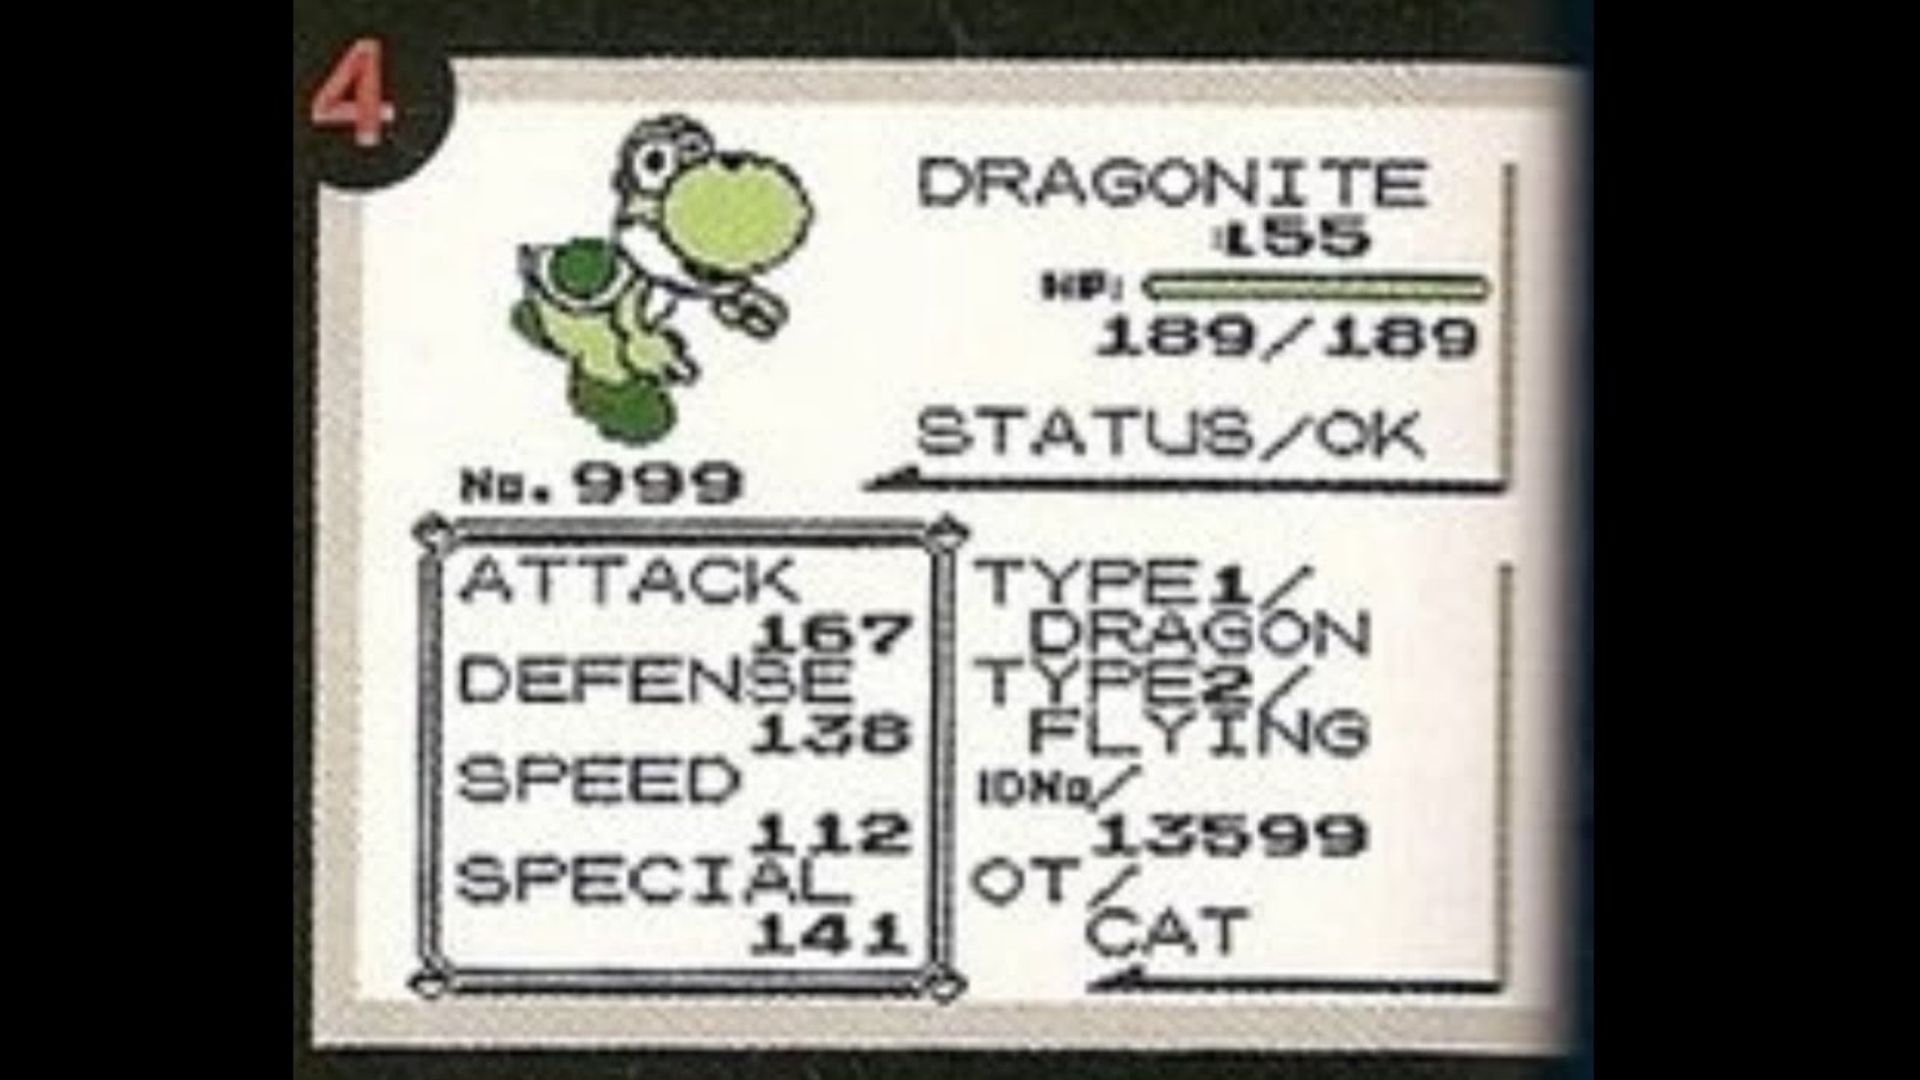 4
DRAGONITE
:L55
HP:
189/189
STATUS/OK
No.999
ATTACK
167
DEFENSE
138
SPEED
112
SPECIAL
141
TYPE1/
DRAGON
TYPE2/
FLYING
IDNo/
13599
OT/
CAT